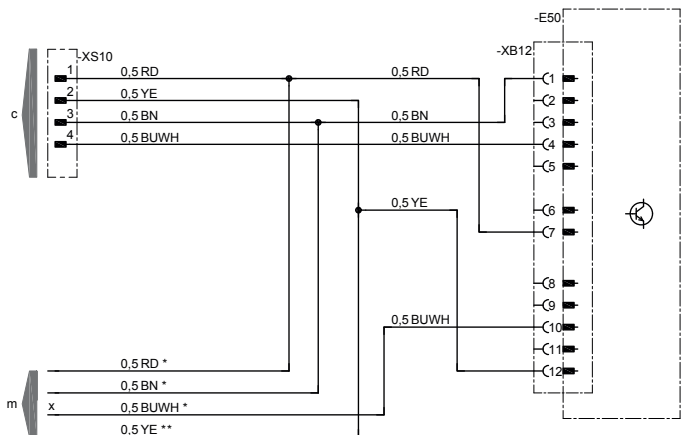 -E50
-XS10
-XB12
1 0,5 RD 0,5 RD 1
2 0,5 YE 2
c 3 0,5 BN 0,5 BN 3
4 0,5 BUWH 0,5 BUWH 4
5
0,5 YE 6
7
8
9
0,5 BUWH 10
11
0,5 RD * 12
0,5 BN *
m x 0,5 BUWH *
0,5 YE **